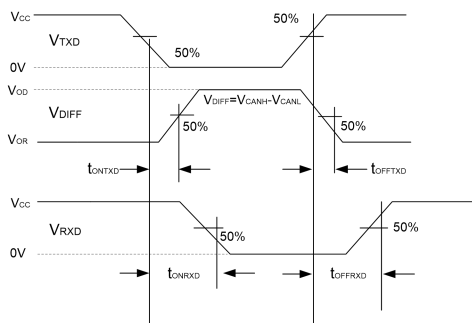 VCC
VTXD
50%
50%
0V
VOD
VDIFF=VCANH-VCANL
VDIFF
50%
50%
VOR
tONTXD
tOFFTXD
VCC
VRXD
50%
50%
0V
tONRXD
tOFFRXD